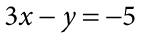 3x − y = −5